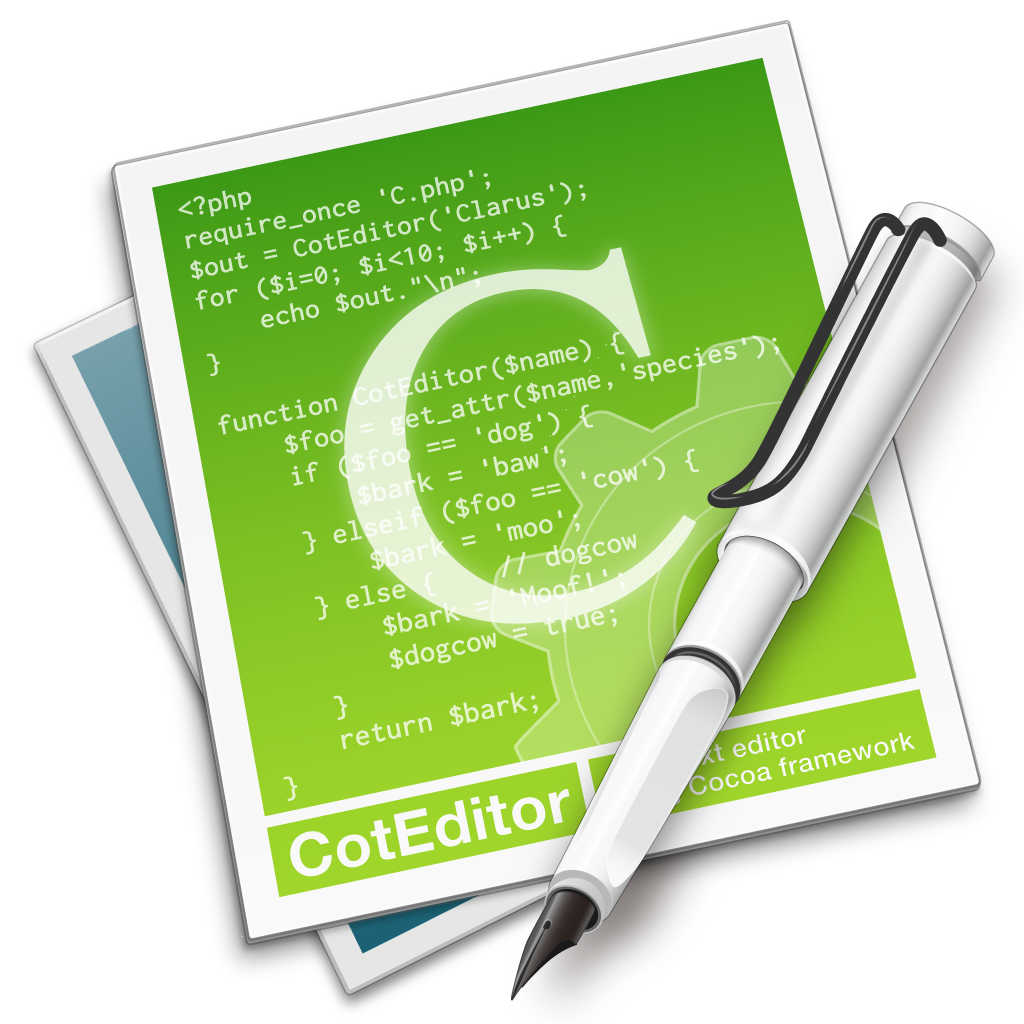 <?php
require_once 'C.php';
$out = CotEditor('Clarus');
for ($i=0; $i<10; $i++) {
    echo $out."\n";
}
function CotEditor($name) {
    $foo = get_attr($name,'species');
    if ($foo == 'dog') {
        $bark = 'baw';
    } elseif ($foo == 'cow') {
        $bark = 'moo';
    } else {    // dogcow
        $bark = 'Moof!';
        $dogcow = true;
    }
    return $bark;
}
C
CotEditor
editor
Cocoa framework